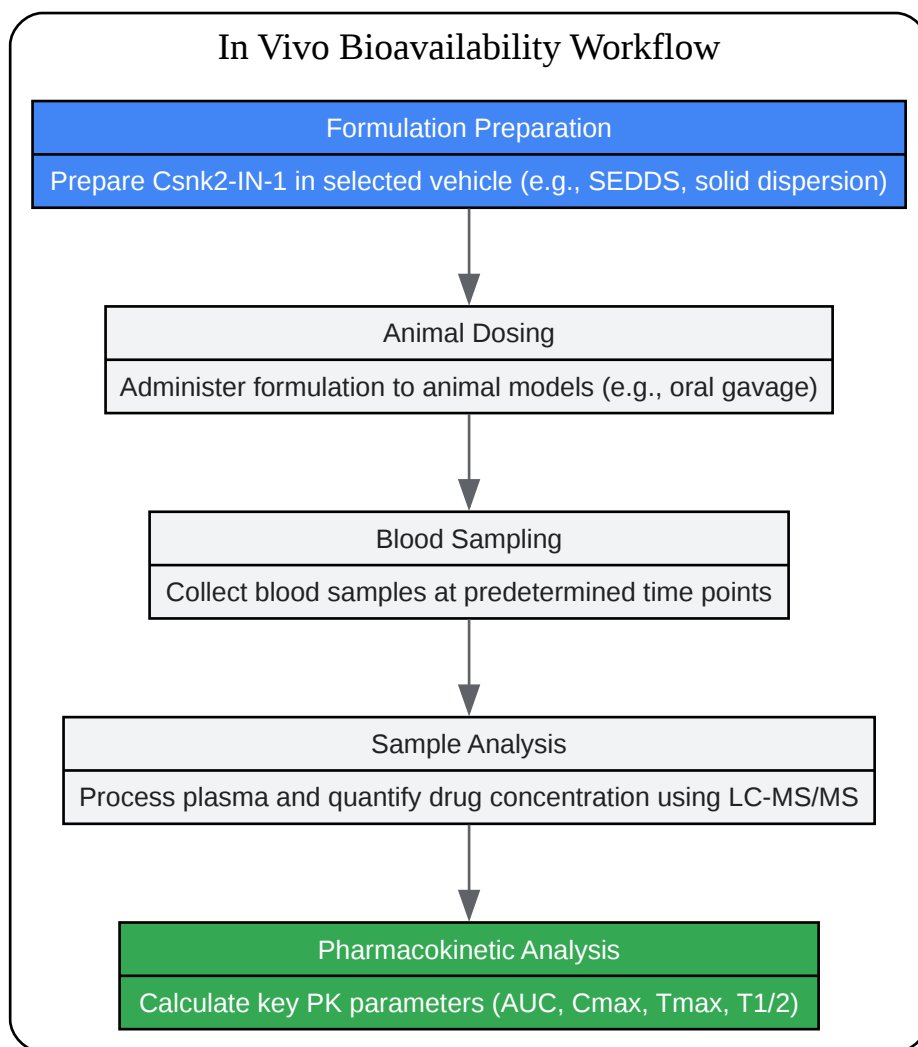 In Vivo Bioavailability Workflow
Formulation Preparation
Prepare Csnk2-IN-1 in selected vehicle (e.g., SEDDS, solid dispersion)
Animal Dosing
Administer formulation to animal models (e.g., oral gavage)
Blood Sampling
Collect blood samples at predetermined time points
Sample Analysis
Process plasma and quantify drug concentration using LC-MS/MS
Pharmacokinetic Analysis
Calculate key PK parameters (AUC, Cmax, Tmax, T1/2)